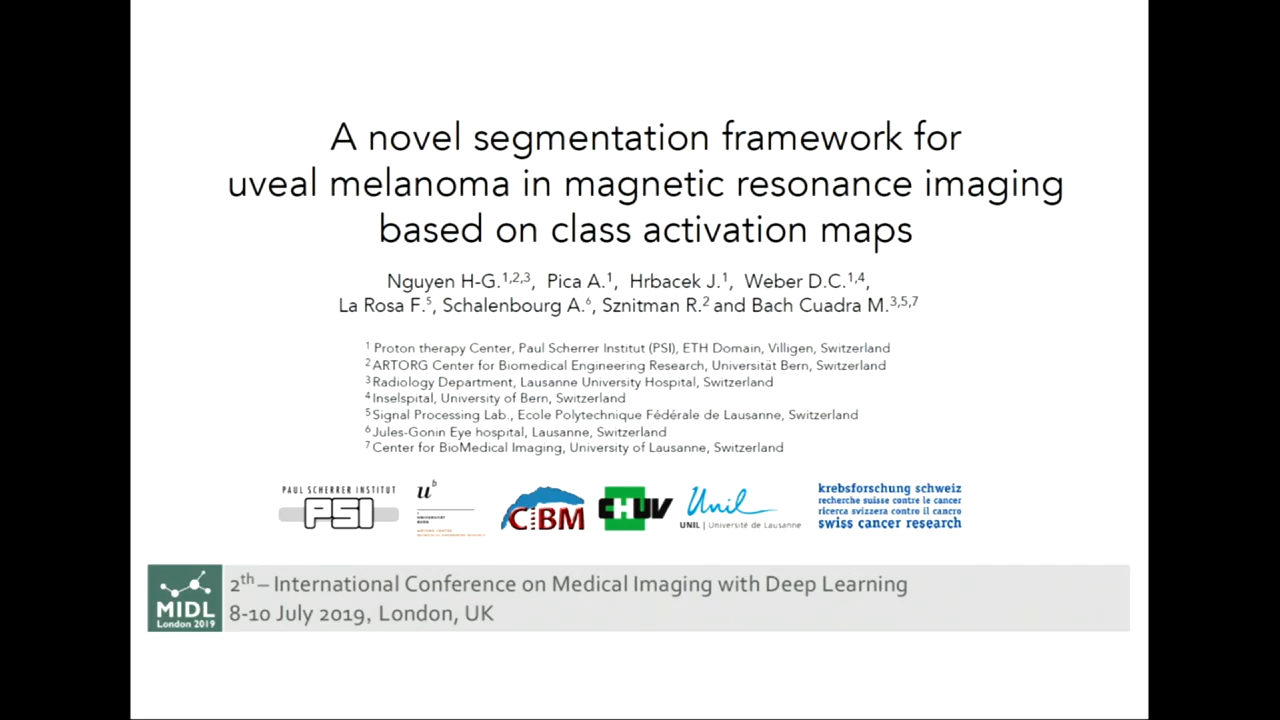 A novel segmentation framework for
uveal melanoma in magnetic resonance imaging
based on class activation maps
Nguyen H-G.1,2,3, Pica A.1, Hrbacek J.1, Weber D.C.1,4,
La Rosa F.5, Schalenbourg A.6, Sznitman R.2 and Bach Cuadra M.3,5,7
1 Proton therapy Center, Paul Scherrer Institut (PSI), ETH Domain, Villigen, Switzerland
2 ARTORG Center for Biomedical Engineering Research, Universität Bern, Switzerland
3 Radiology Department, Lausanne University Hospital, Switzerland
4 Inselspital, University of Bern, Switzerland
5 Signal Processing Lab., Ecole Polytechnique Fédérale de Lausanne, Switzerland
6 Jules-Gonin Eye hospital, Lausanne, Switzerland
7 Center for BioMedical Imaging, University of Lausanne, Switzerland
PAUL SCHERRER INSTITUT
PSI
ub
UNIVERSITÄT
BERN
CIBM
CHUV
Unil
UNIL | Université de Lausanne
krebsforschung schweiz
recherche suisse contre le cancer
ricerca svizzera contro il cancro
swiss cancer research
MIDL
London 2019
2th – International Conference on Medical Imaging with Deep Learning
8-10 July 2019, London, UK